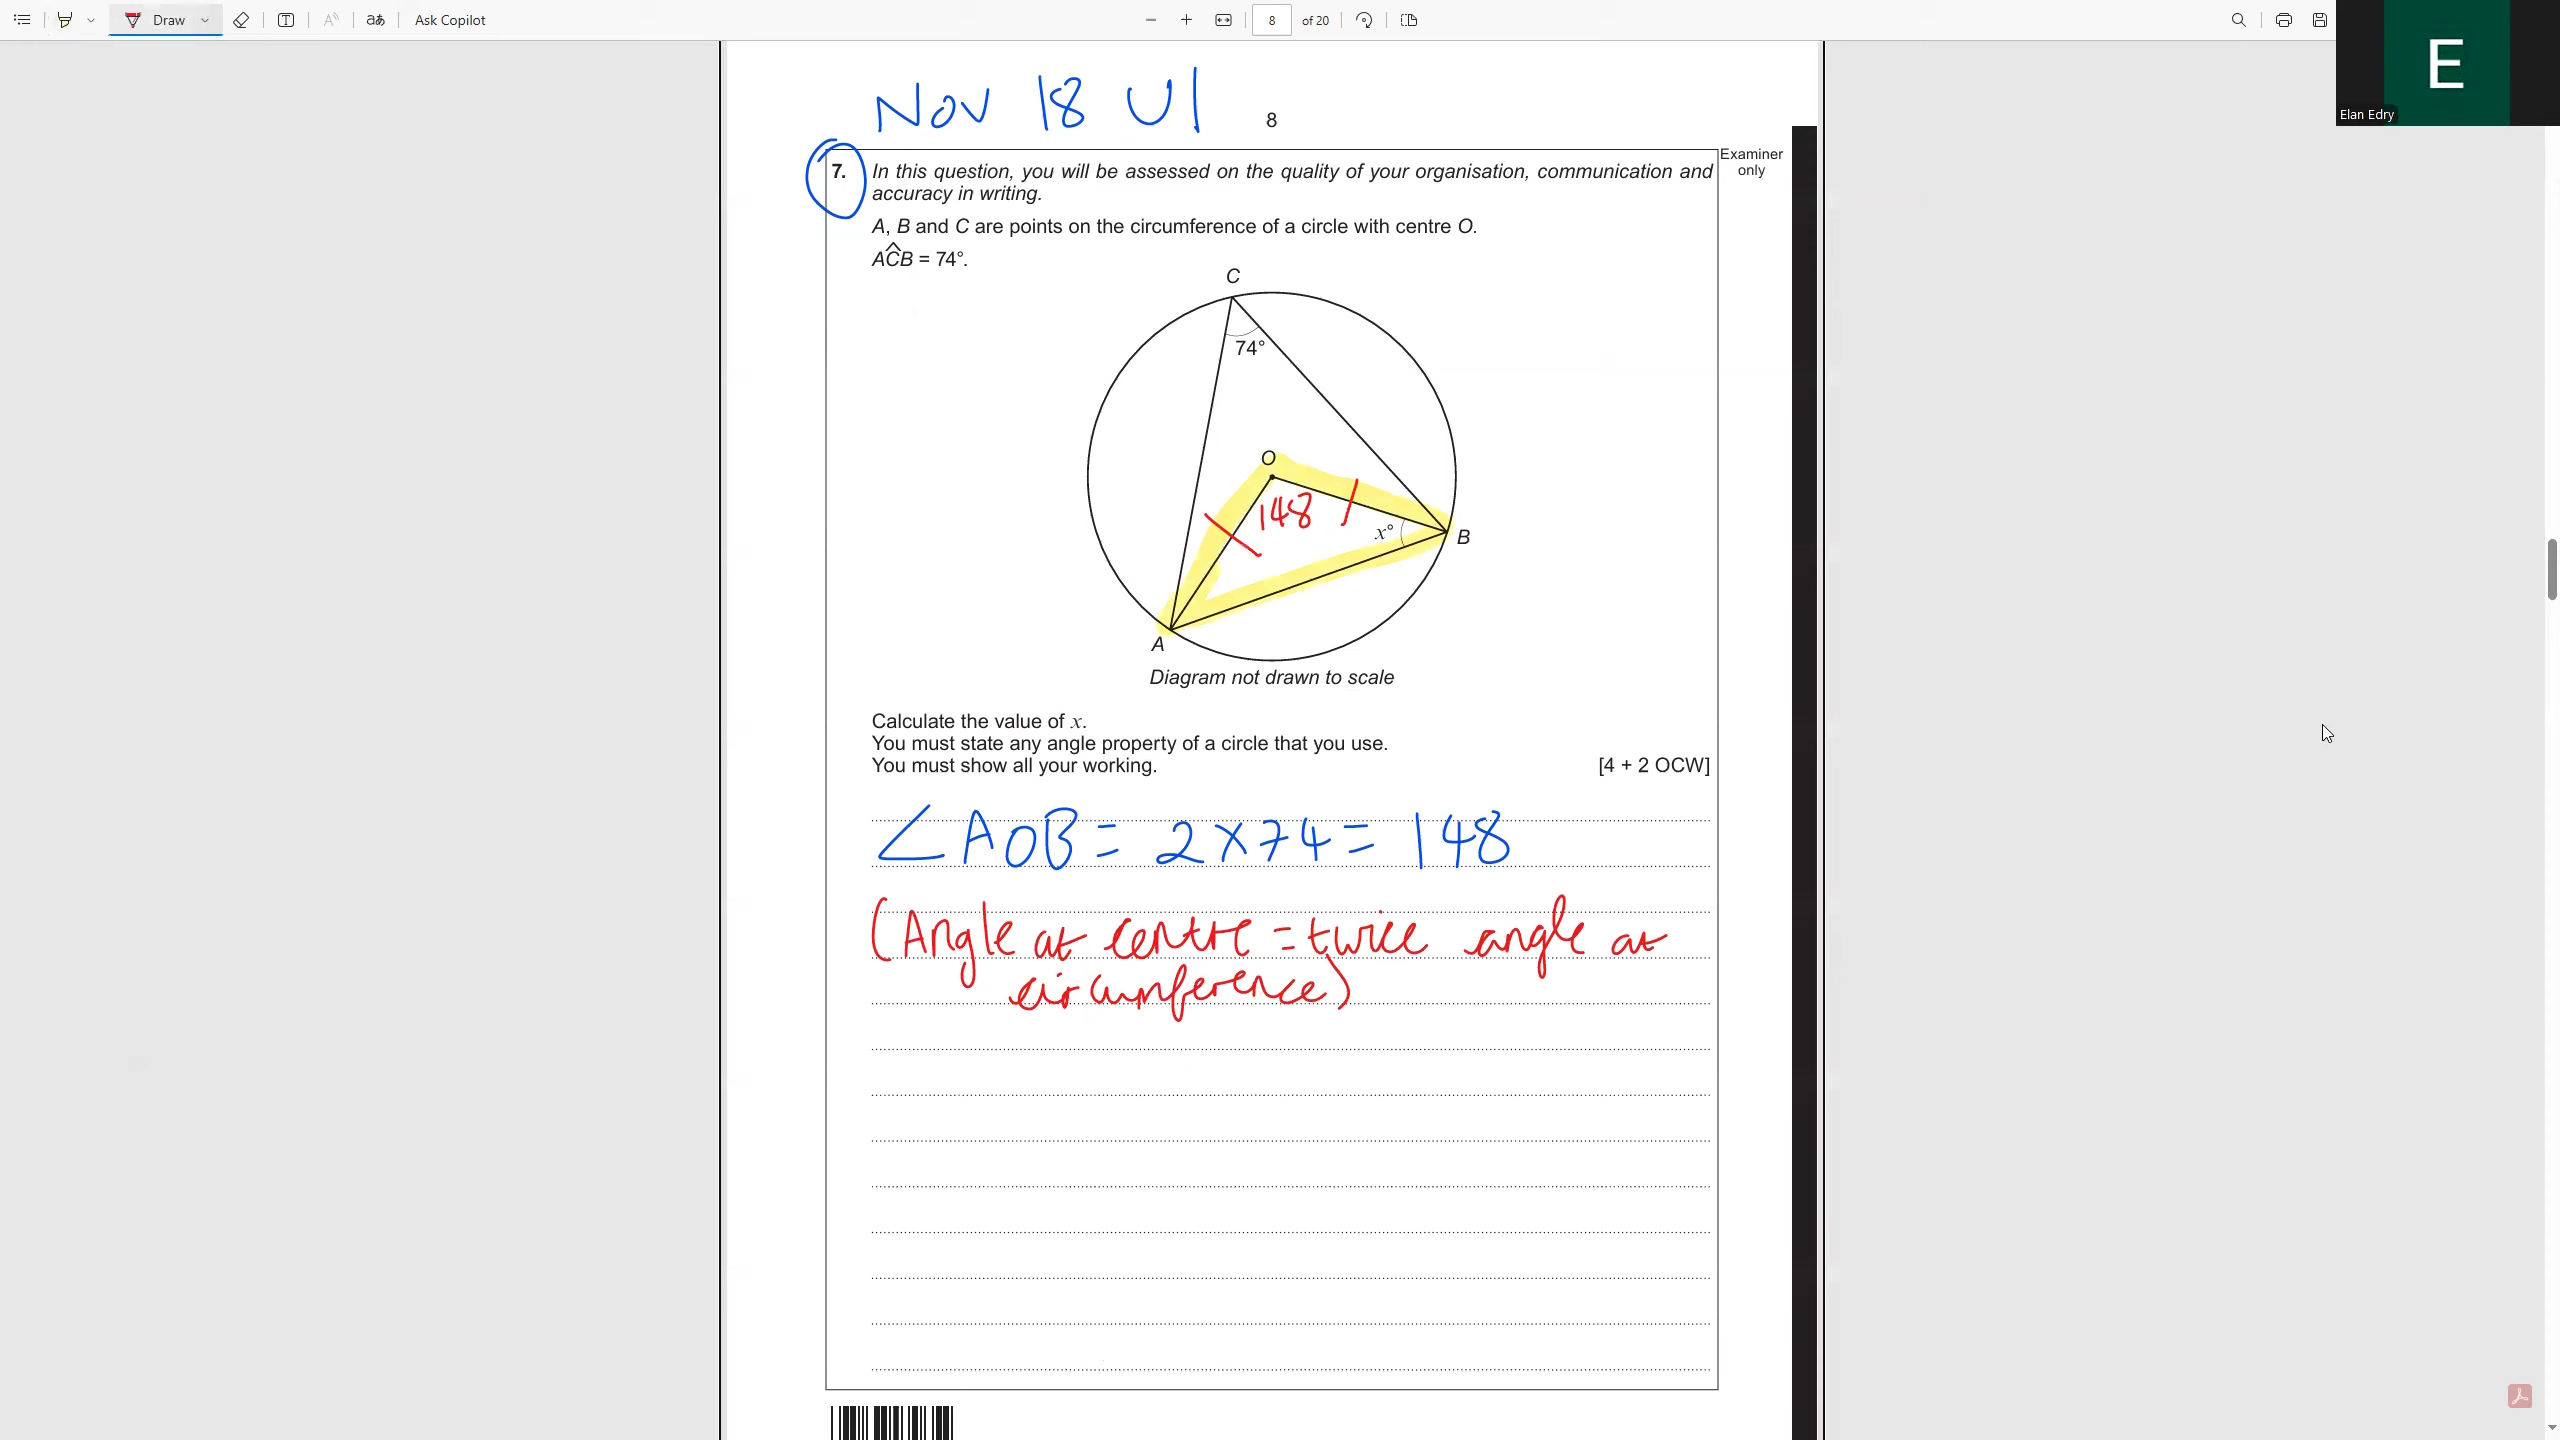 Draw
Ask Copilot
8
of 20
E
Elan Edry
Nov 18 U1
8
Examiner
only
7. In this question, you will be assessed on the quality of your organisation, communication and
accuracy in writing.
A, B and C are points on the circumference of a circle with centre O.
AĈB = 74°.
C
74°
O
148
x°
B
A
Diagram not drawn to scale
Calculate the value of x.
You must state any angle property of a circle that you use.
You must show all your working.
[4 + 2 OCW]
∠AOB = 2 × 74 = 148
(Angle at centre = twice angle at
circumference)